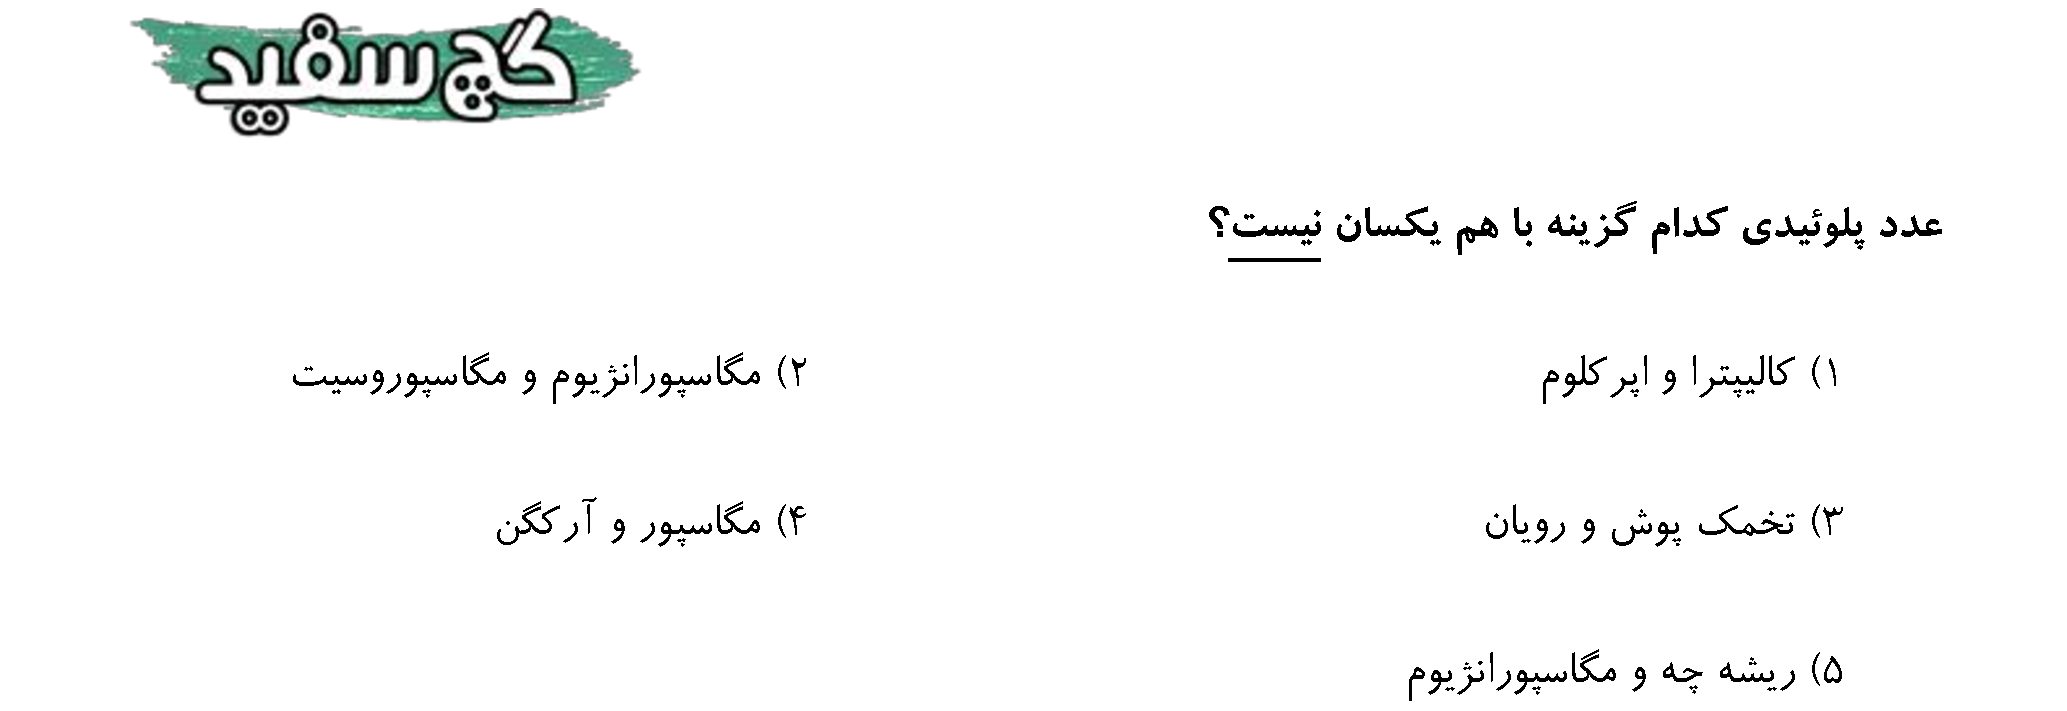 گچ سفید
عدد پلوئیدی کدام گزینه با هم یکسان نیست؟
۱) کالیپترا و اپرکلوم
۲) مگاسپورانژیوم و مگاسپوروسیت
۳) تخمک پوش و رویان
۴) مگاسپور و آرکگن
۵) ریشه چه و مگاسپورانژیوم